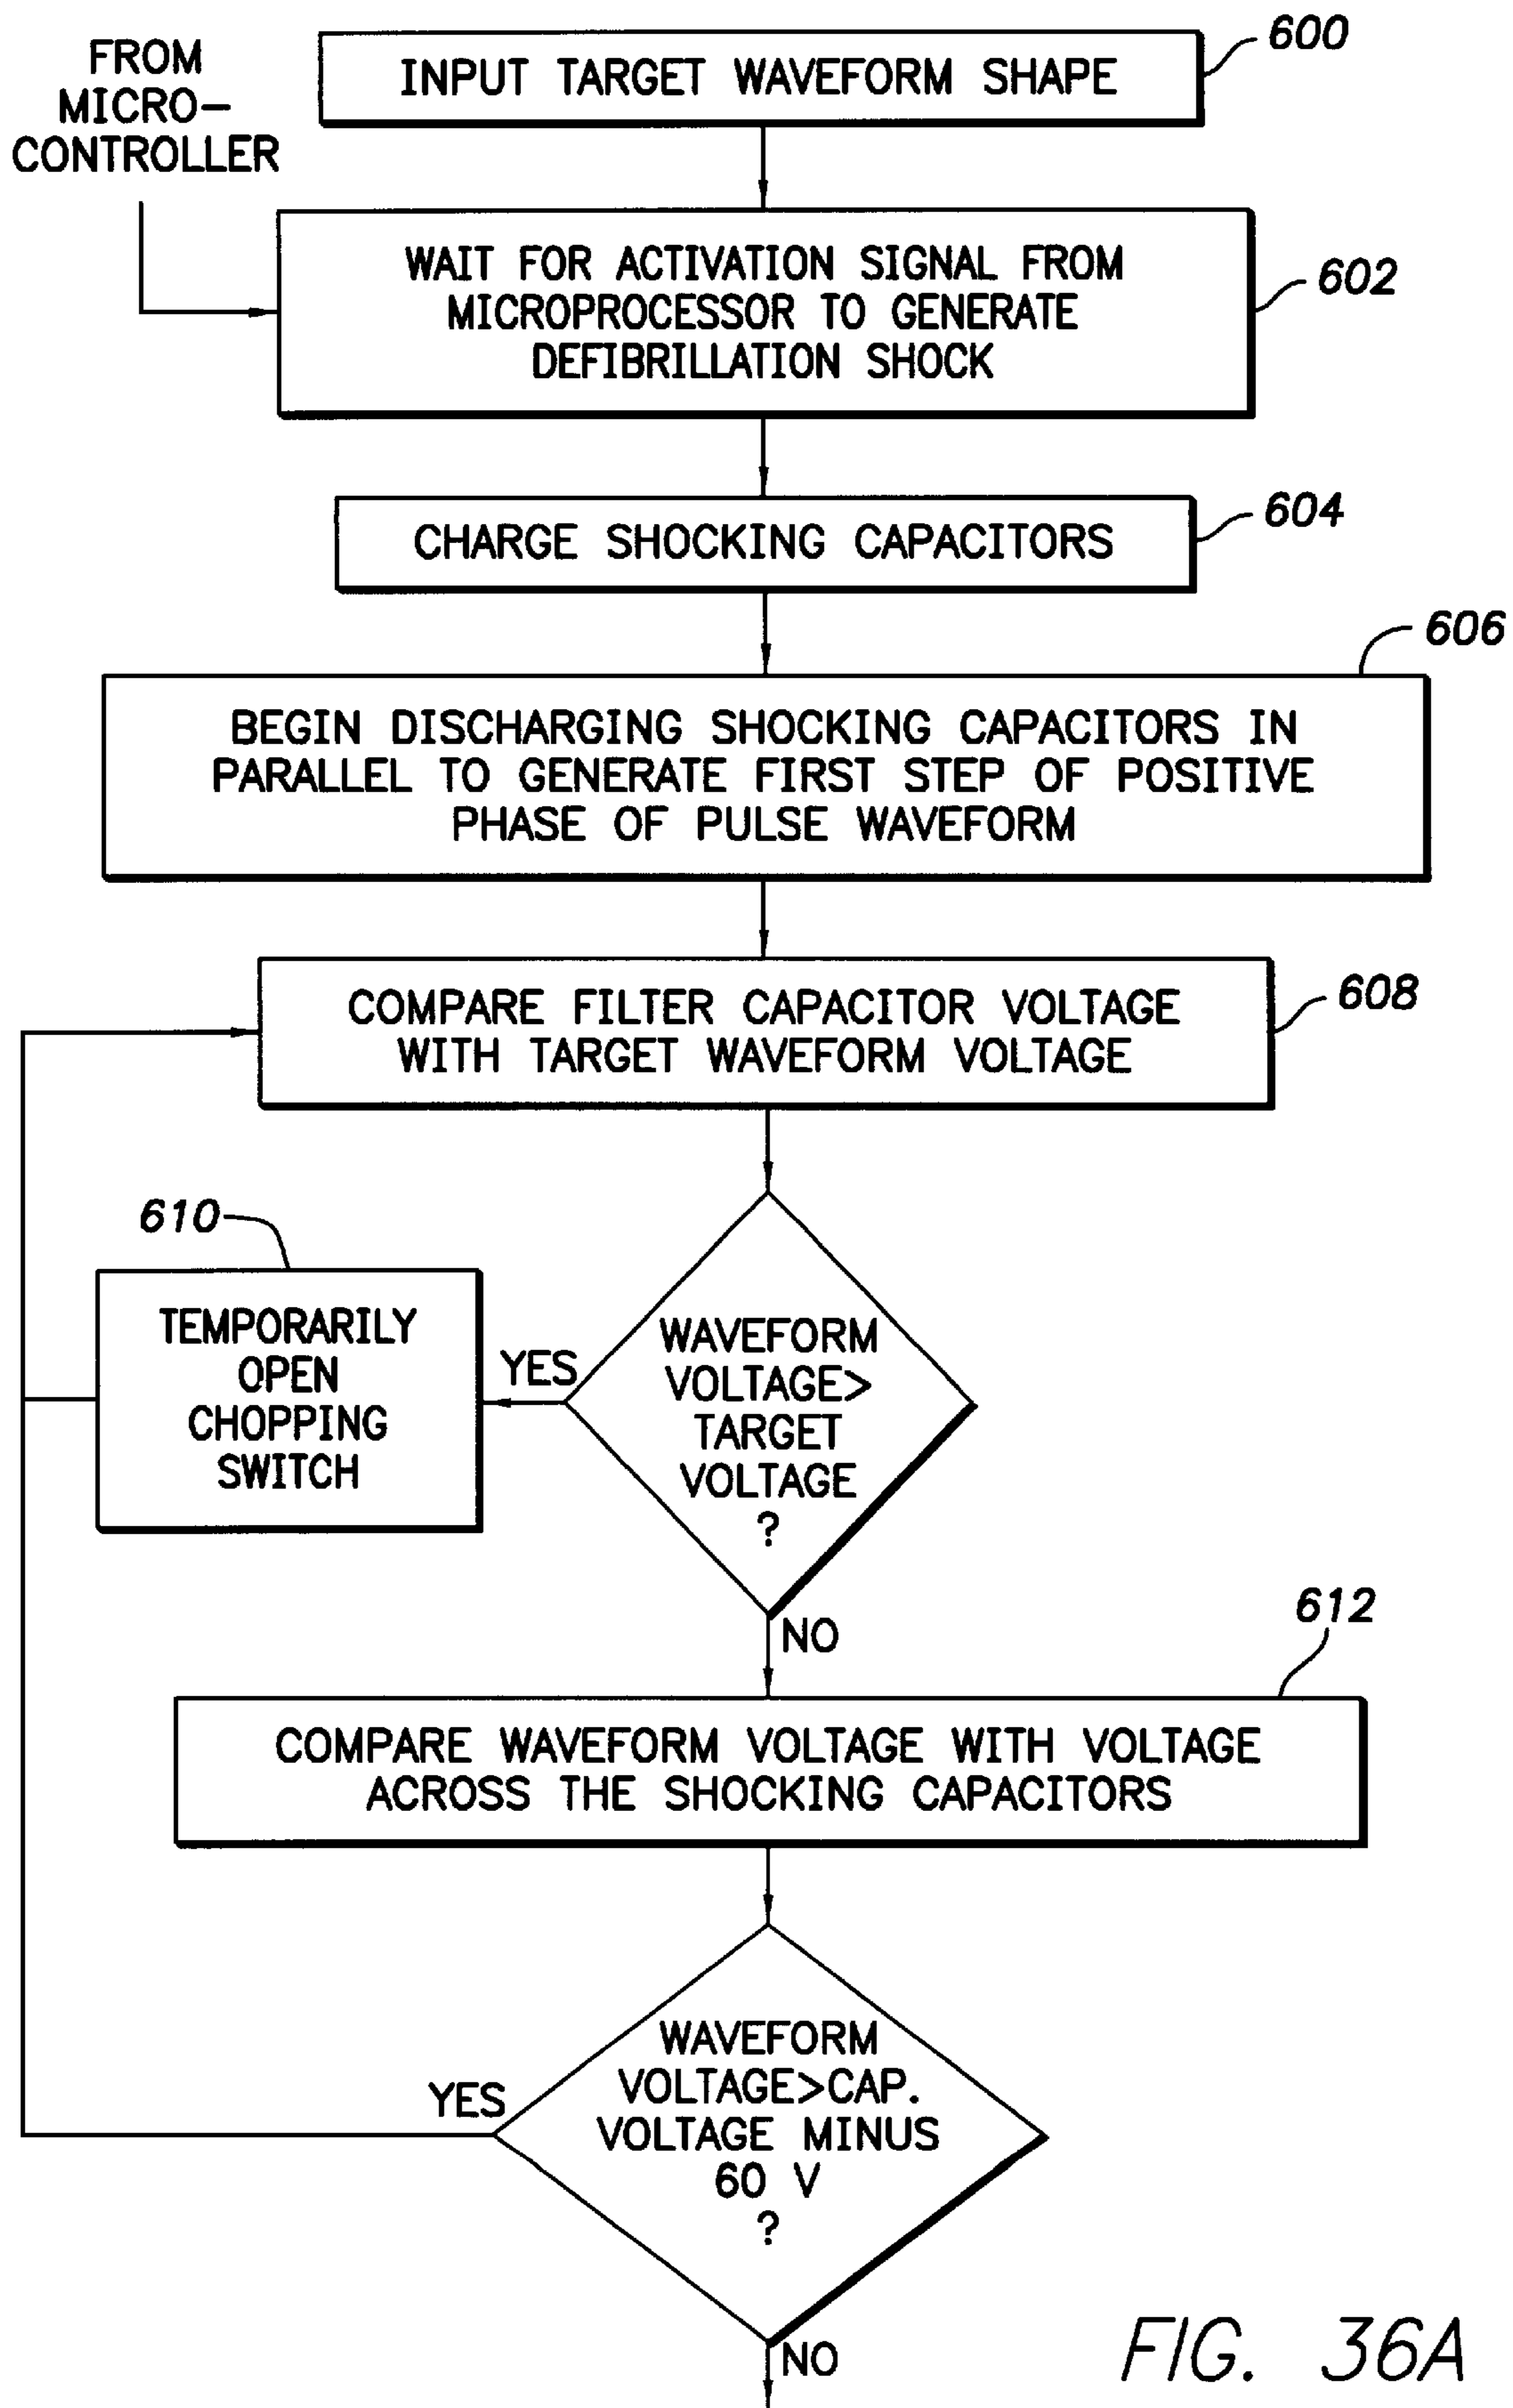 FROM
MICRO-
CONTROLLER
INPUT TARGET WAVEFORM SHAPE
600
WAIT FOR ACTIVATION SIGNAL FROM
MICROPROCESSOR TO GENERATE
DEFIBRILLATION SHOCK
602
CHARGE SHOCKING CAPACITORS
604
606
BEGIN DISCHARGING SHOCKING CAPACITORS IN
PARALLEL TO GENERATE FIRST STEP OF POSITIVE
PHASE OF PULSE WAVEFORM
COMPARE FILTER CAPACITOR VOLTAGE
WITH TARGET WAVEFORM VOLTAGE
608
610
TEMPORARILY
OPEN
CHOPPING
SWITCH
YES
WAVEFORM
VOLTAGE>
TARGET
VOLTAGE
?
NO
612
COMPARE WAVEFORM VOLTAGE WITH VOLTAGE
ACROSS THE SHOCKING CAPACITORS
YES
WAVEFORM
VOLTAGE>CAP.
VOLTAGE MINUS
60 V
?
NO
FIG. 36A